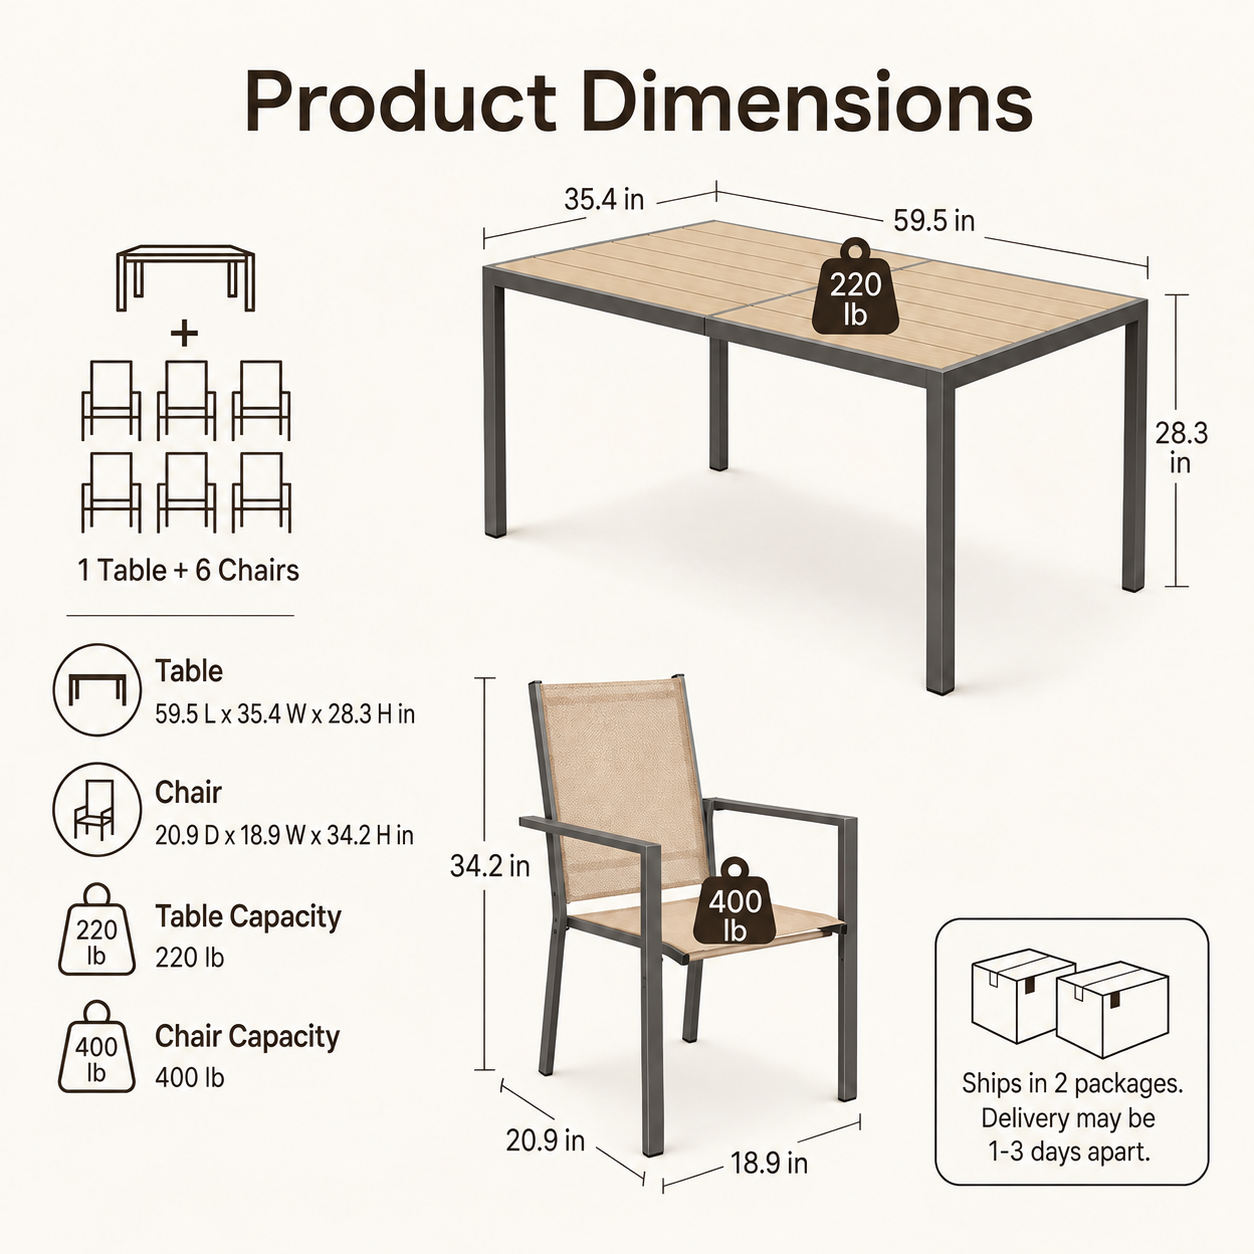 Product Dimensions
35.4 in
59.5 in
220
lb
28.3
in
1 Table + 6 Chairs
Table
59.5 L x 35.4 W x 28.3 H in
Chair
20.9 D x 18.9 W x 34.2 H in
220
lb
Table Capacity
220 lb
400
lb
Chair Capacity
400 lb
34.2 in
400
lb
20.9 in
18.9 in
Ships in 2 packages.
Delivery may be
1-3 days apart.